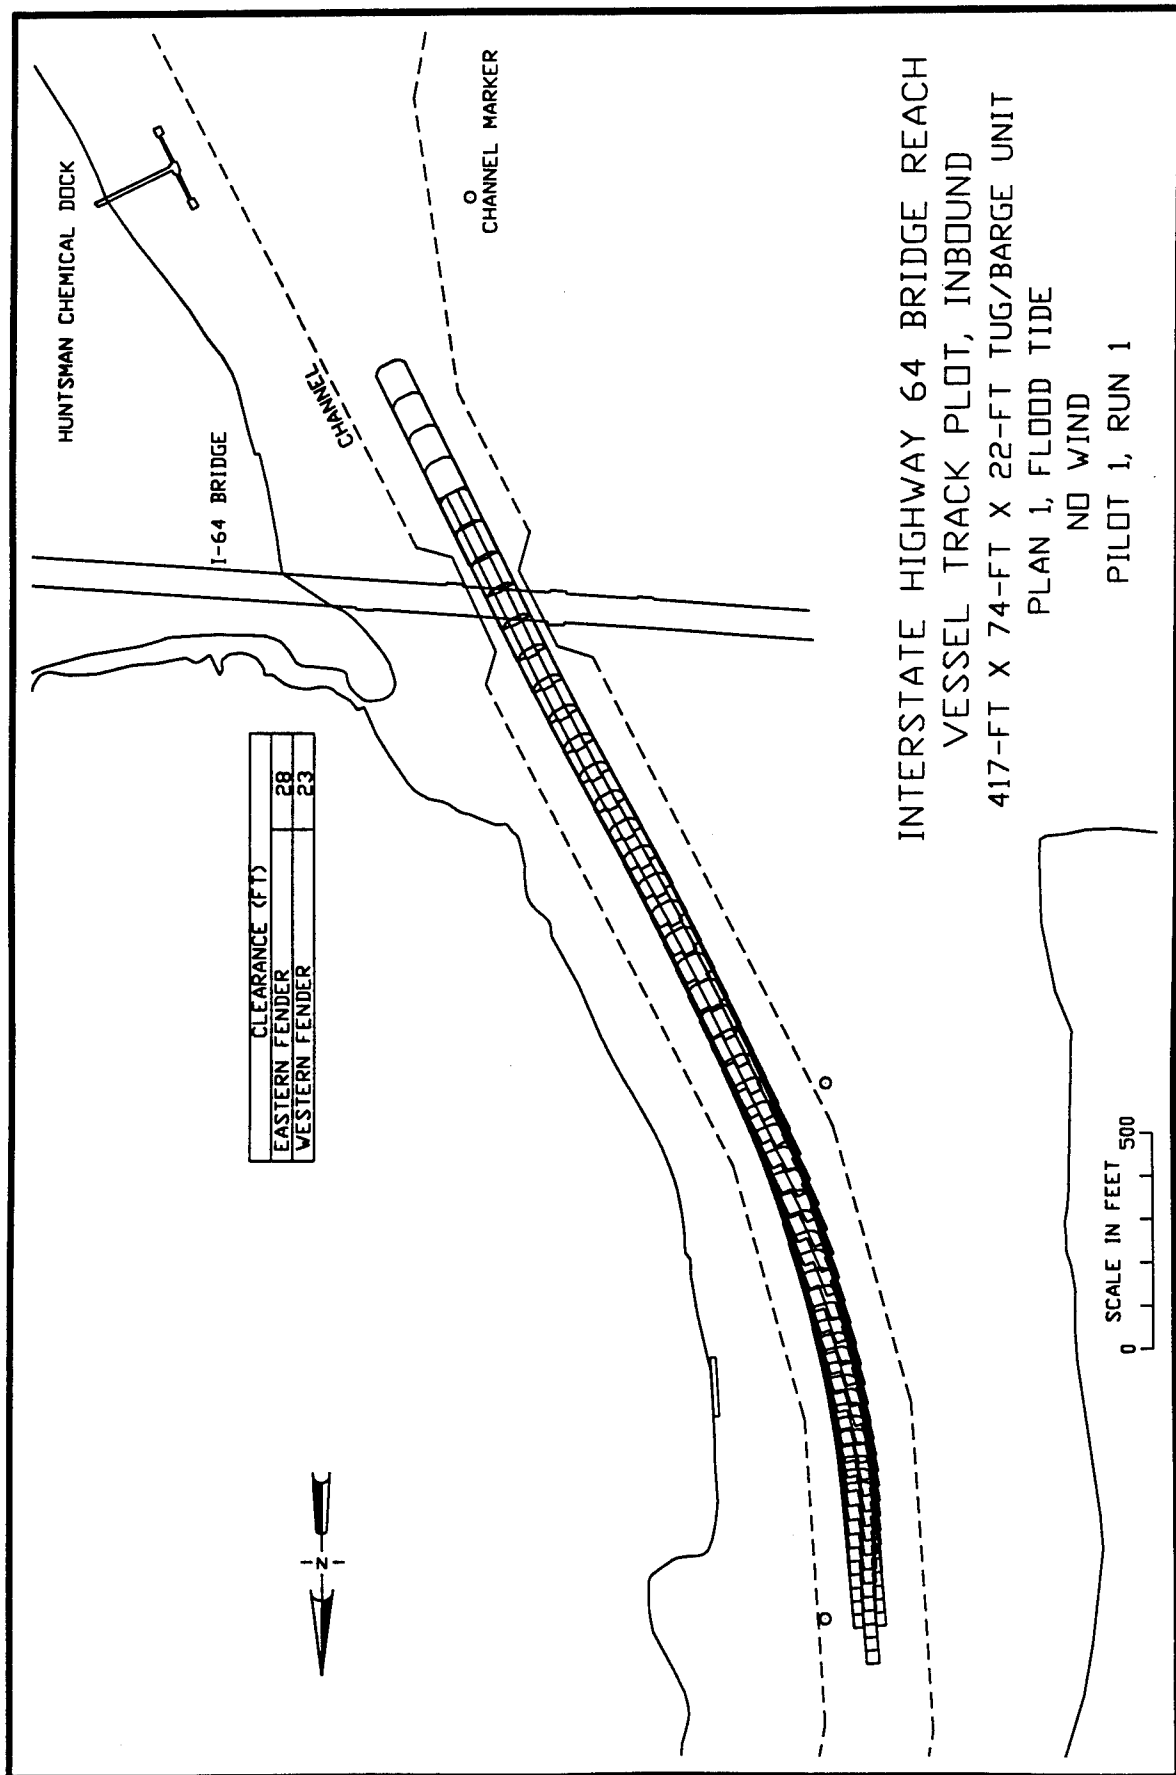 HUNTSMAN CHEMICAL DOCK
I-64 BRIDGE
CHANNEL
CHANNEL MARKER
CLEARANCE (FT)
EASTERN FENDER 28
WESTERN FENDER 23
N
SCALE IN FEET
0 500
INTERSTATE HIGHWAY 64 BRIDGE REACH
VESSEL TRACK PLOT, INBOUND
417-FT X 74-FT X 22-FT TUG/BARGE UNIT
PLAN 1, FLOOD TIDE
NO WIND
PILOT 1, RUN 1